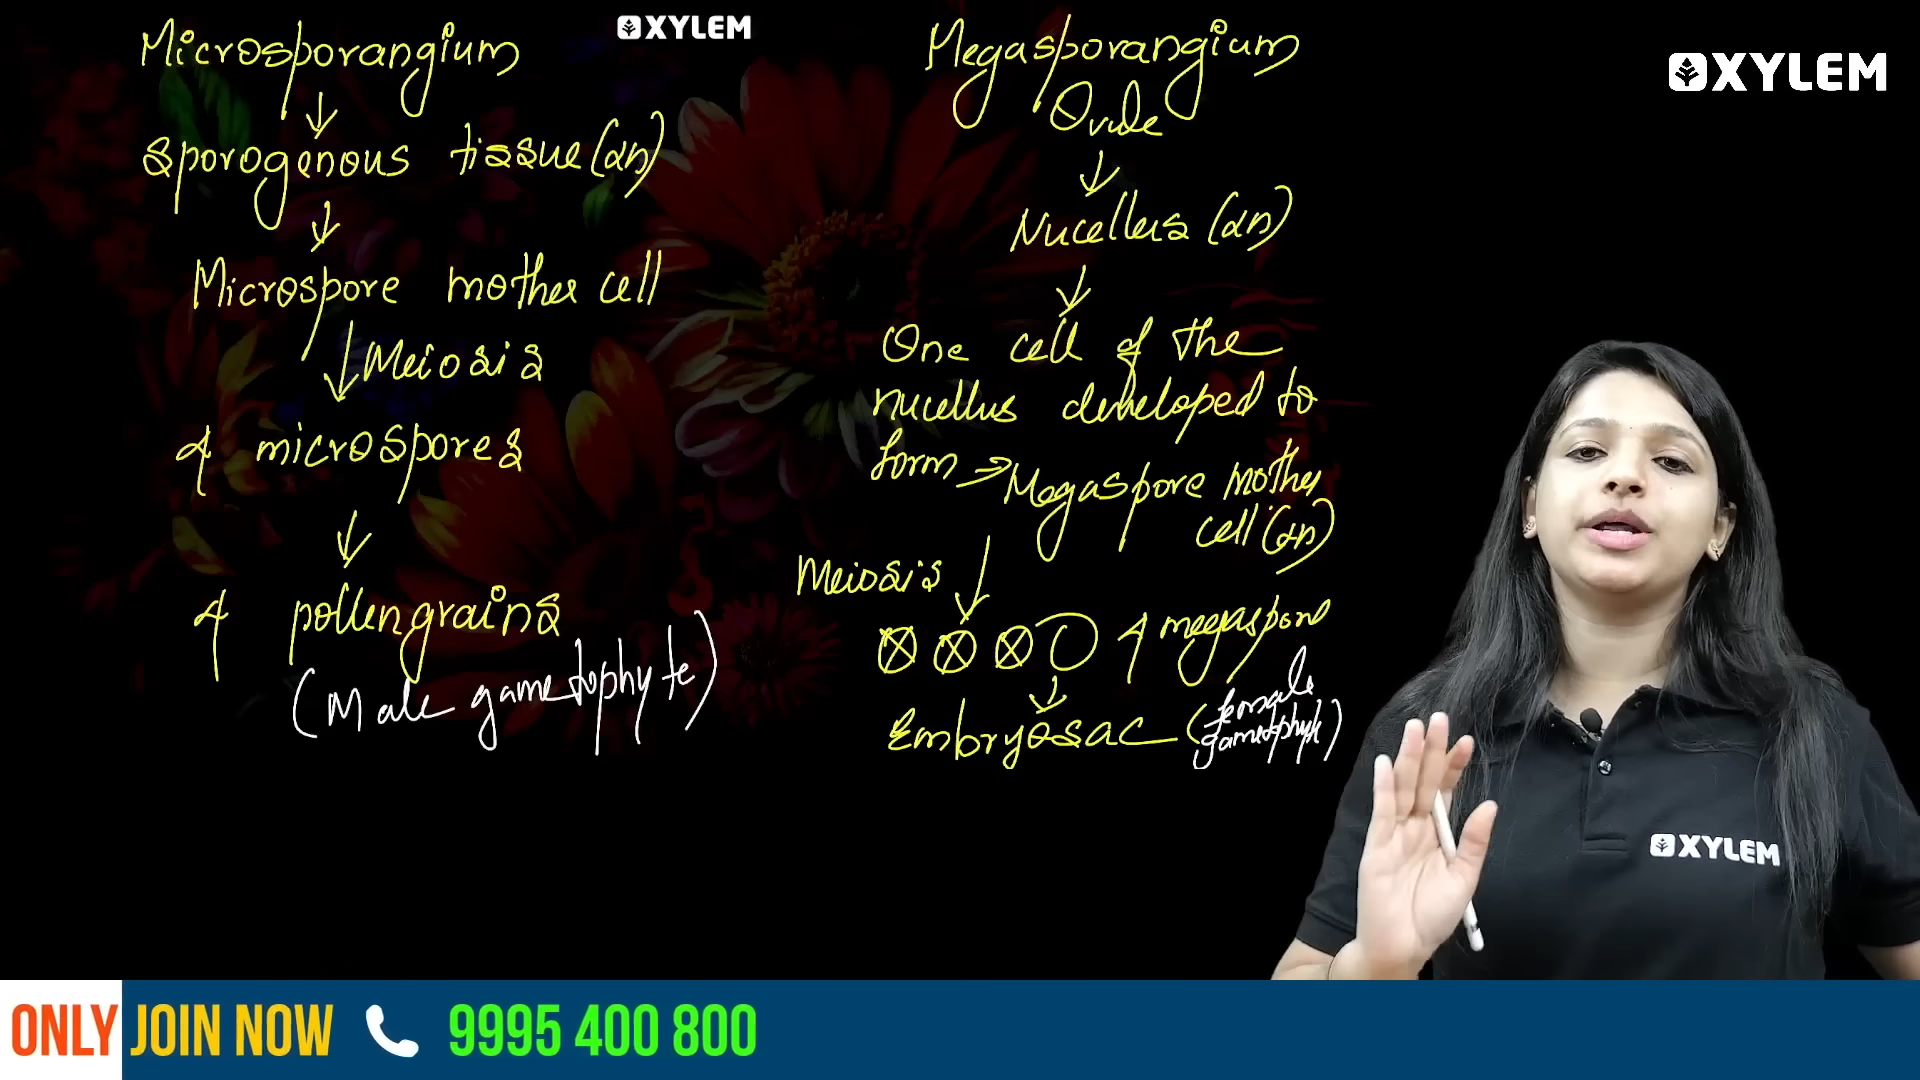 XYLEM
XYLEM
Microsporangium
↓
sporogenous tissue (2n)
↓
Microspore mother cell
↓ Meiosis
4 microspores
↓
4 pollengrains
(Male gametophyte)
Megasporangium
Ovule
↓
Nucellus (2n)
↓
One cell of the
nucellus developed to
form → Megaspore mother
cell (2n)
Meiosis ↓
4 megaspore
↓
Embryosac (female
gametophyte)
XYLEM
ONLY JOIN NOW 9995 400 800